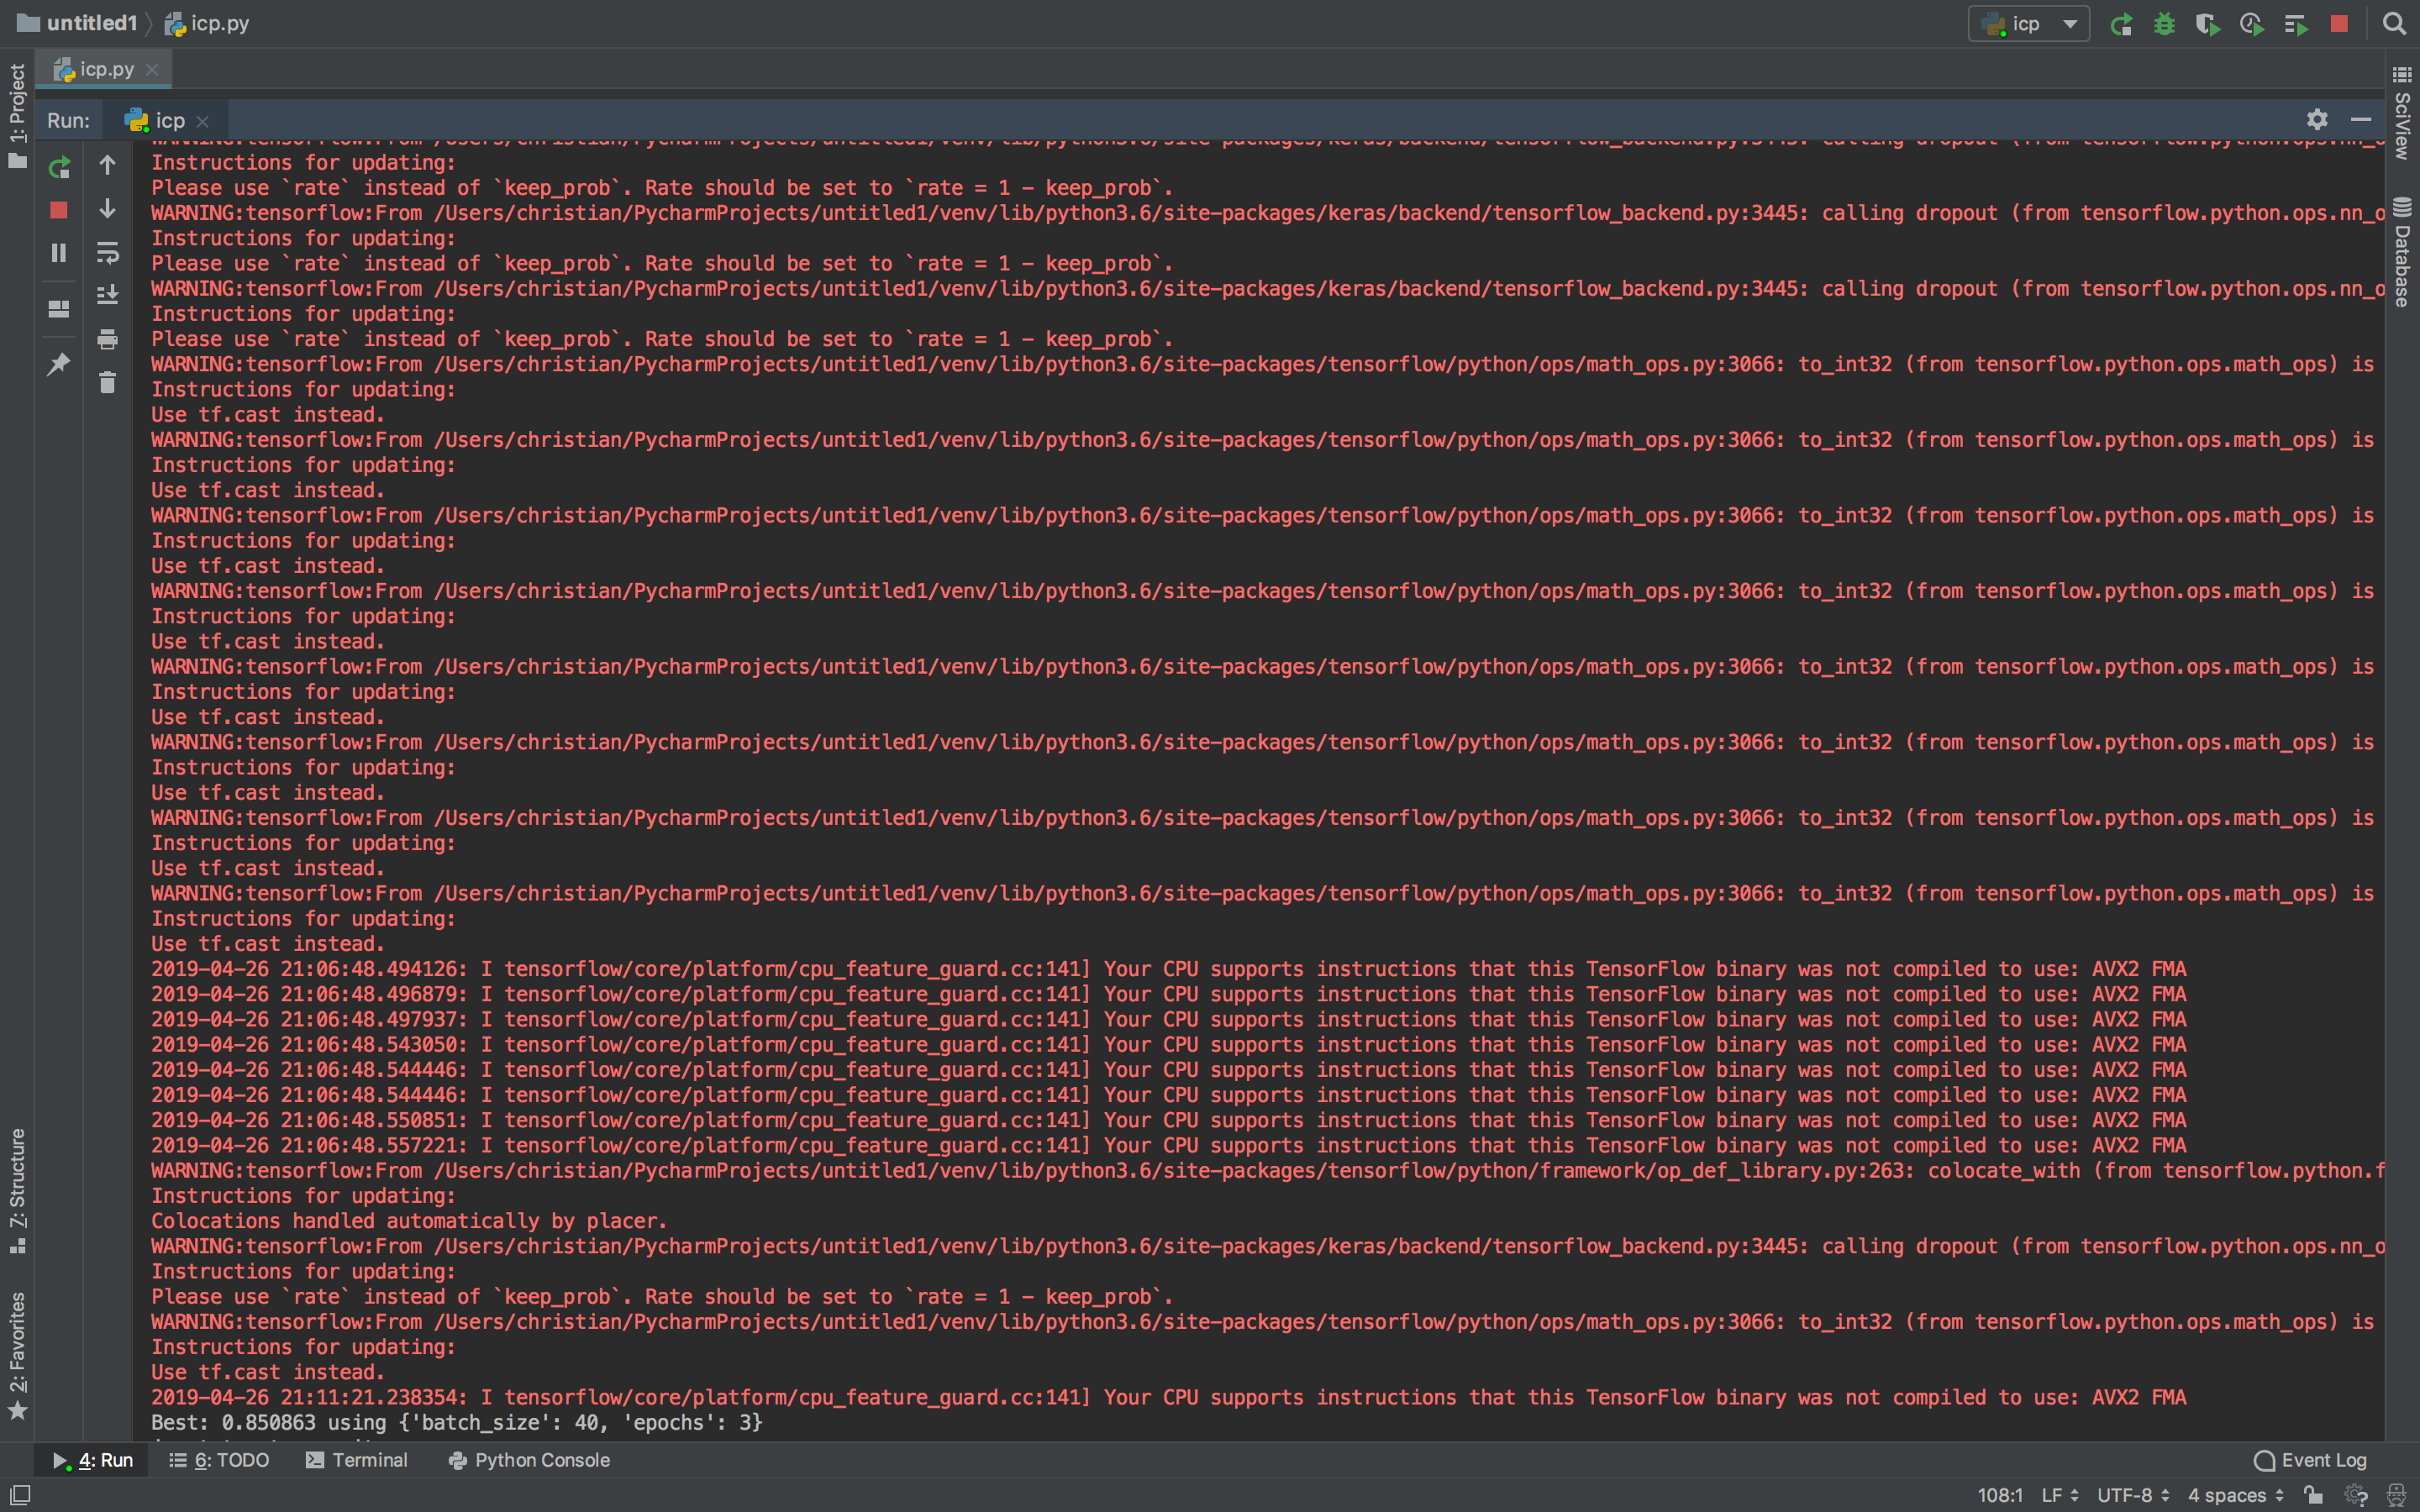 untitled1
icp.py
icp
icp.py
Run:
icp
1: Project
SciView
Database
WARNING:tensorflow:From /Users/christian/PycharmProjects/untitled1/venv/lib/python3.6/site-packages/keras/backend/tensorflow_backend.py:3445: calling dropout (from tensorflow.python.ops.nn_o
Instructions for updating:
Please use `rate` instead of `keep_prob`. Rate should be set to `rate = 1 - keep_prob`.
WARNING:tensorflow:From /Users/christian/PycharmProjects/untitled1/venv/lib/python3.6/site-packages/keras/backend/tensorflow_backend.py:3445: calling dropout (from tensorflow.python.ops.nn_o
Instructions for updating:
Please use `rate` instead of `keep_prob`. Rate should be set to `rate = 1 - keep_prob`.
WARNING:tensorflow:From /Users/christian/PycharmProjects/untitled1/venv/lib/python3.6/site-packages/keras/backend/tensorflow_backend.py:3445: calling dropout (from tensorflow.python.ops.nn_o
Instructions for updating:
Please use `rate` instead of `keep_prob`. Rate should be set to `rate = 1 - keep_prob`.
WARNING:tensorflow:From /Users/christian/PycharmProjects/untitled1/venv/lib/python3.6/site-packages/tensorflow/python/ops/math_ops.py:3066: to_int32 (from tensorflow.python.ops.math_ops) is
Instructions for updating:
Use tf.cast instead.
WARNING:tensorflow:From /Users/christian/PycharmProjects/untitled1/venv/lib/python3.6/site-packages/tensorflow/python/ops/math_ops.py:3066: to_int32 (from tensorflow.python.ops.math_ops) is
Instructions for updating:
Use tf.cast instead.
WARNING:tensorflow:From /Users/christian/PycharmProjects/untitled1/venv/lib/python3.6/site-packages/tensorflow/python/ops/math_ops.py:3066: to_int32 (from tensorflow.python.ops.math_ops) is
Instructions for updating:
Use tf.cast instead.
WARNING:tensorflow:From /Users/christian/PycharmProjects/untitled1/venv/lib/python3.6/site-packages/tensorflow/python/ops/math_ops.py:3066: to_int32 (from tensorflow.python.ops.math_ops) is
Instructions for updating:
Use tf.cast instead.
WARNING:tensorflow:From /Users/christian/PycharmProjects/untitled1/venv/lib/python3.6/site-packages/tensorflow/python/ops/math_ops.py:3066: to_int32 (from tensorflow.python.ops.math_ops) is
Instructions for updating:
Use tf.cast instead.
WARNING:tensorflow:From /Users/christian/PycharmProjects/untitled1/venv/lib/python3.6/site-packages/tensorflow/python/ops/math_ops.py:3066: to_int32 (from tensorflow.python.ops.math_ops) is
Instructions for updating:
Use tf.cast instead.
WARNING:tensorflow:From /Users/christian/PycharmProjects/untitled1/venv/lib/python3.6/site-packages/tensorflow/python/ops/math_ops.py:3066: to_int32 (from tensorflow.python.ops.math_ops) is
Instructions for updating:
Use tf.cast instead.
WARNING:tensorflow:From /Users/christian/PycharmProjects/untitled1/venv/lib/python3.6/site-packages/tensorflow/python/ops/math_ops.py:3066: to_int32 (from tensorflow.python.ops.math_ops) is
Instructions for updating:
Use tf.cast instead.
2019-04-26 21:06:48.494126: I tensorflow/core/platform/cpu_feature_guard.cc:141] Your CPU supports instructions that this TensorFlow binary was not compiled to use: AVX2 FMA
2019-04-26 21:06:48.496879: I tensorflow/core/platform/cpu_feature_guard.cc:141] Your CPU supports instructions that this TensorFlow binary was not compiled to use: AVX2 FMA
2019-04-26 21:06:48.497937: I tensorflow/core/platform/cpu_feature_guard.cc:141] Your CPU supports instructions that this TensorFlow binary was not compiled to use: AVX2 FMA
2019-04-26 21:06:48.543050: I tensorflow/core/platform/cpu_feature_guard.cc:141] Your CPU supports instructions that this TensorFlow binary was not compiled to use: AVX2 FMA
2019-04-26 21:06:48.544446: I tensorflow/core/platform/cpu_feature_guard.cc:141] Your CPU supports instructions that this TensorFlow binary was not compiled to use: AVX2 FMA
2019-04-26 21:06:48.544446: I tensorflow/core/platform/cpu_feature_guard.cc:141] Your CPU supports instructions that this TensorFlow binary was not compiled to use: AVX2 FMA
2019-04-26 21:06:48.550851: I tensorflow/core/platform/cpu_feature_guard.cc:141] Your CPU supports instructions that this TensorFlow binary was not compiled to use: AVX2 FMA
2019-04-26 21:06:48.557221: I tensorflow/core/platform/cpu_feature_guard.cc:141] Your CPU supports instructions that this TensorFlow binary was not compiled to use: AVX2 FMA
WARNING:tensorflow:From /Users/christian/PycharmProjects/untitled1/venv/lib/python3.6/site-packages/tensorflow/python/framework/op_def_library.py:263: colocate_with (from tensorflow.python.f
Instructions for updating:
Colocations handled automatically by placer.
WARNING:tensorflow:From /Users/christian/PycharmProjects/untitled1/venv/lib/python3.6/site-packages/keras/backend/tensorflow_backend.py:3445: calling dropout (from tensorflow.python.ops.nn_o
Instructions for updating:
Please use `rate` instead of `keep_prob`. Rate should be set to `rate = 1 - keep_prob`.
WARNING:tensorflow:From /Users/christian/PycharmProjects/untitled1/venv/lib/python3.6/site-packages/tensorflow/python/ops/math_ops.py:3066: to_int32 (from tensorflow.python.ops.math_ops) is
Instructions for updating:
Use tf.cast instead.
2019-04-26 21:11:21.238354: I tensorflow/core/platform/cpu_feature_guard.cc:141] Your CPU supports instructions that this TensorFlow binary was not compiled to use: AVX2 FMA
Best: 0.850863 using {'batch_size': 40, 'epochs': 3}
7: Structure
2: Favorites
4: Run
6: TODO
Terminal
Python Console
Event Log
108:1
LF
UTF-8
4 spaces